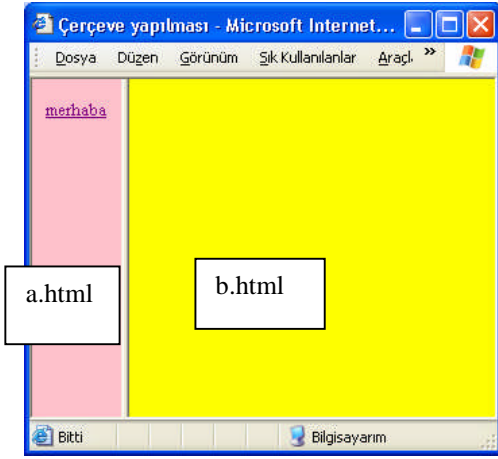 Çerçeve yapılması - Microsoft Internet...
Dosya Düzen Görünüm Sık Kullanılanlar Araçl »
merhaba
a.html
b.html
Bitti Bilgisayarım